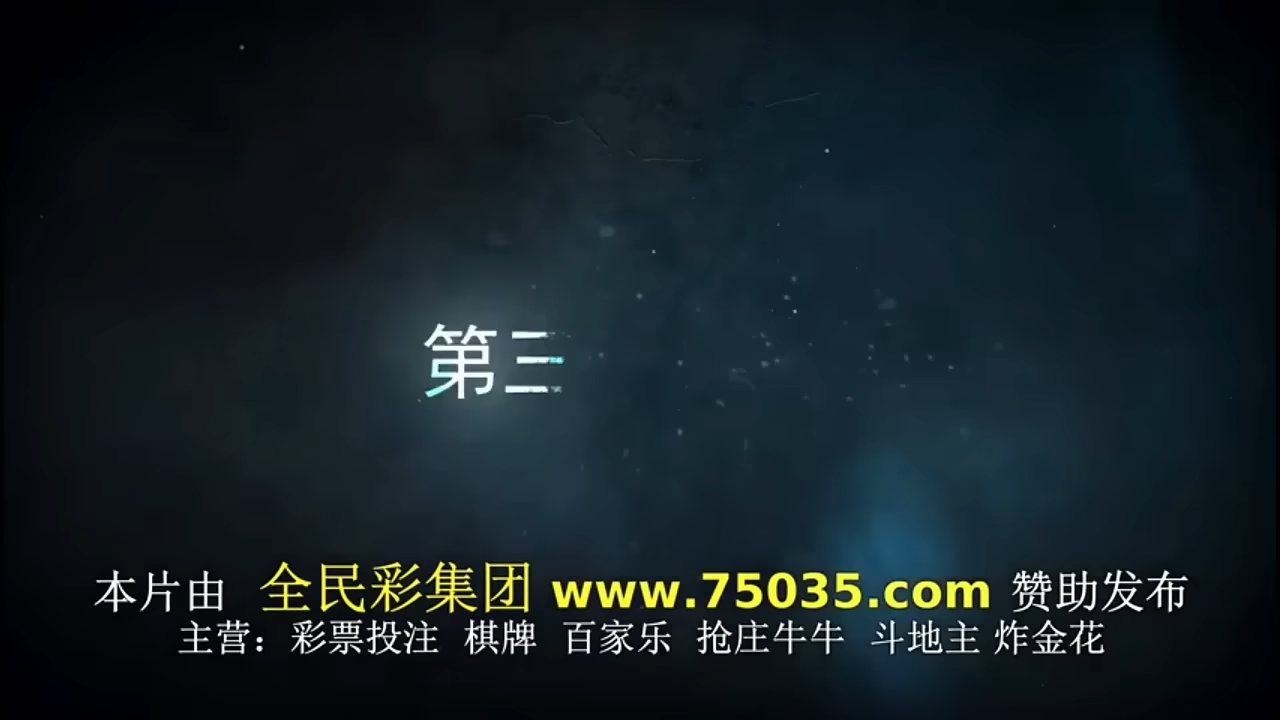 第三
本片由 全民彩集团 www.75035.com 赞助发布
主营：彩票投注 棋牌 百家乐 抢庄牛牛 斗地主 炸金花